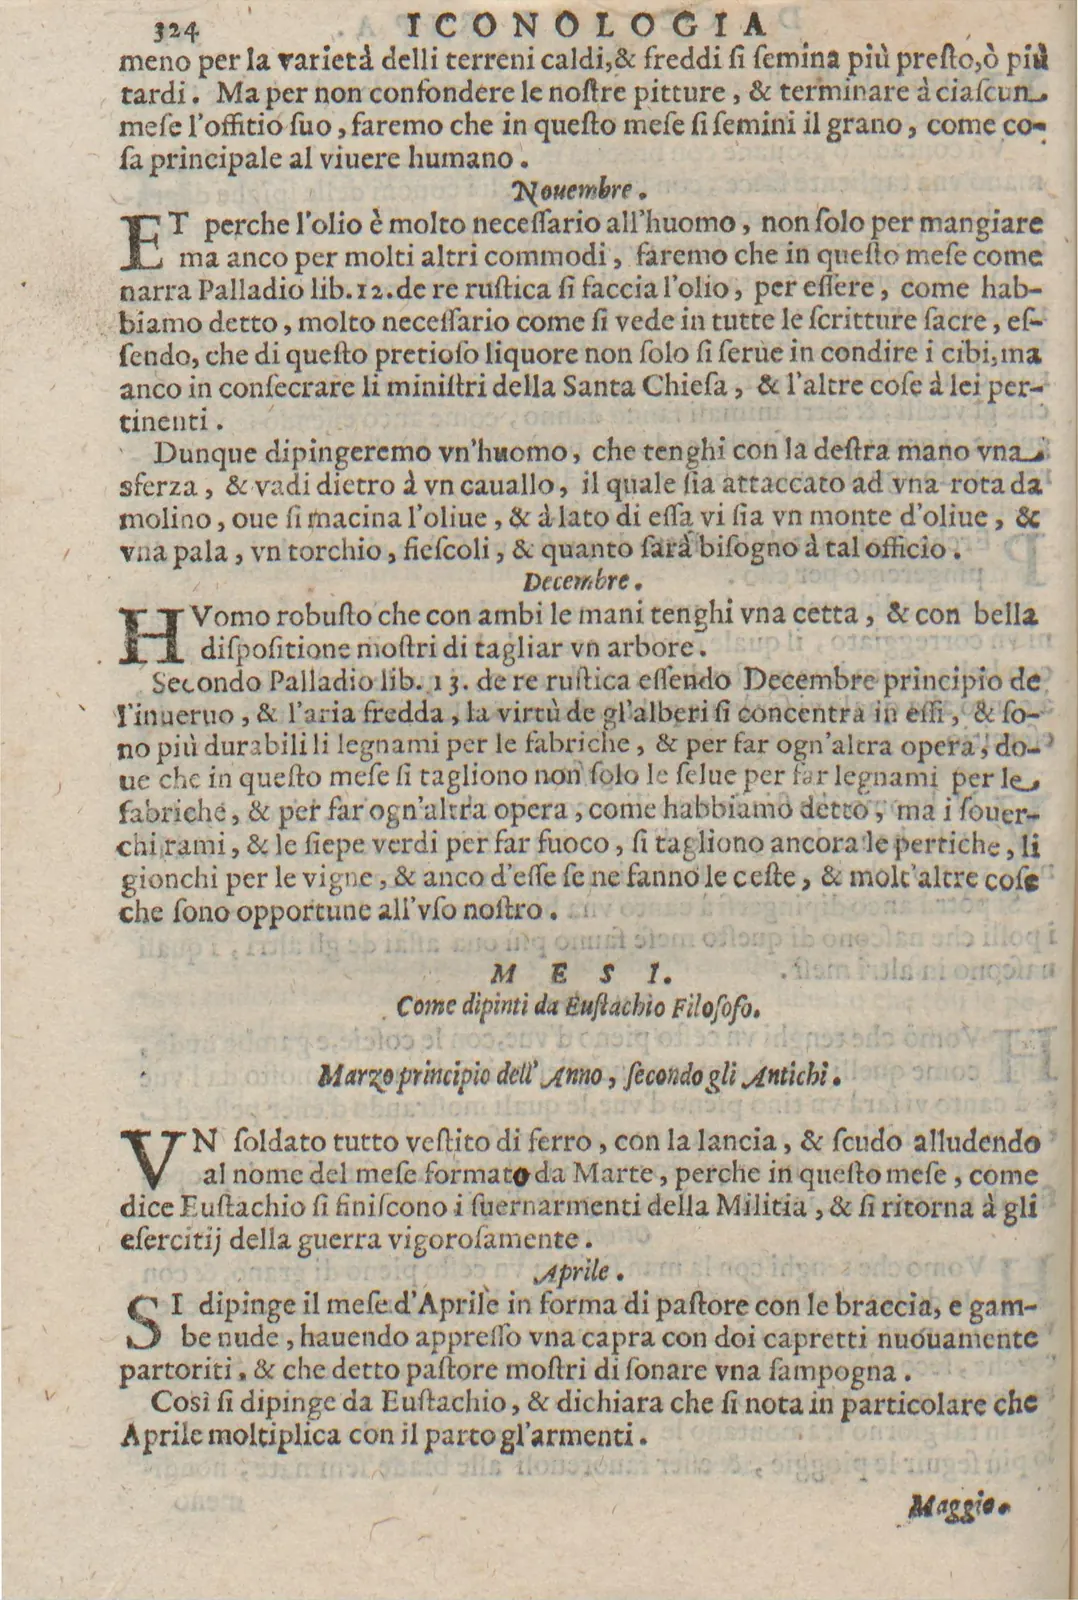 324 ICONOLOGIA
meno per la varietà delli terreni caldi, & freddi ſi ſemina più preſto, ò più
tardi. Ma per non confondere le noſtre pitture, & terminare à ciaſcun
meſe l'offitio ſuo, faremo che in queſto meſe ſi ſemini il grano, come co-
ſa principale al viuere humano.
Nouembre.
ET perche l'olio è molto neceſſario all'huomo, non ſolo per mangiare
ma anco per molti altri commodi, faremo che in queſto meſe come
narra Palladio lib. 12. de re ruſtica ſi faccia l'olio, per eſſere, come hab-
biamo detto, molto neceſſario come ſi vede in tutte le ſcritture ſacre, eſ-
ſendo, che di queſto pretioſo liquore non ſolo ſi ſerue in condire i cibi, ma
anco in conſecrare li miniſtri della Santa Chieſa, & l'altre coſe à lei per-
tinenti.
Dunque dipingeremo vn'huomo, che tenghi con la deſtra mano vna
sferza, & vadi dietro à vn cauallo, il quale ſia attaccato ad vna rota da
molino, oue ſi macina l'oliue, & à lato di eſſa vi ſia vn monte d'oliue, &
vna pala, vn torchio, fieſcoli, & quanto ſarà biſogno à tal officio.
Decembre.
HVomo robuſto che con ambi le mani tenghi vna cetta, & con bella
diſpoſitione moſtri di tagliar vn arbore.
Secondo Palladio lib. 13. de re ruſtica eſſendo Decembre principio de
l'inueruo, & l'aria fredda, la virtù de gl'alberi ſi concentra in eſſi, & ſo-
no più durabili li legnami per le fabriche, & per far ogn'altra opera, do-
ue che in queſto meſe ſi tagliono non ſolo le ſelue per far legnami per le
fabriche, & per far ogn'altra opera, come habbiamo detto, ma i ſouer-
chi rami, & le ſiepe verdi per far fuoco, ſi tagliono ancora le pertiche, li
gionchi per le vigne, & anco d'eſſe ſe ne fanno le ceſte, & molt'altre coſe
che ſono opportune all'vſo noſtro.
MESI.
Come dipinti da Euſtachio Filoſofo.
Marzo principio dell'Anno, ſecondo gli Antichi.
VN ſoldato tutto veſtito di ferro, con la lancia, & ſcudo alludendo
al nome del meſe formato da Marte, perche in queſto meſe, come
dice Euſtachio ſi finiſcono i ſuernarmenti della Militia, & ſi ritorna à gli
eſercitij della guerra vigoroſamente.
Aprile.
SI dipinge il meſe d'Aprile in forma di paſtore con le braccia, e gam-
be nude, hauendo appreſſo vna capra con doi capretti nuouamente
partoriti, & che detto paſtore moſtri di ſonare vna ſampogna.
Così ſi dipinge da Euſtachio, & dichiara che ſi nota in particolare che
Aprile moltiplica con il parto gl'armenti.
Maggio.